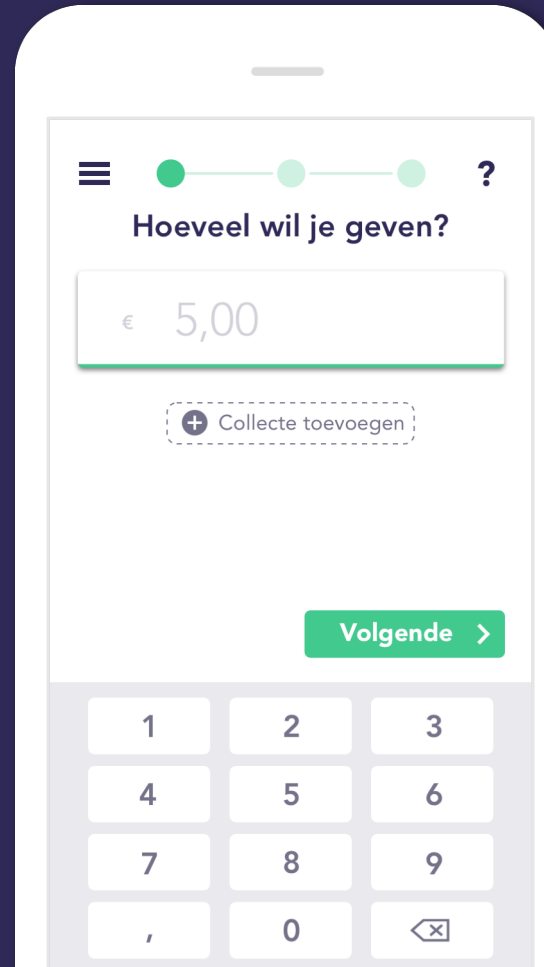 ?
Hoeveel wil je geven?
€ 5,00
+ Collecte toevoegen
Volgende
1 2 3
4 5 6
7 8 9
, 0